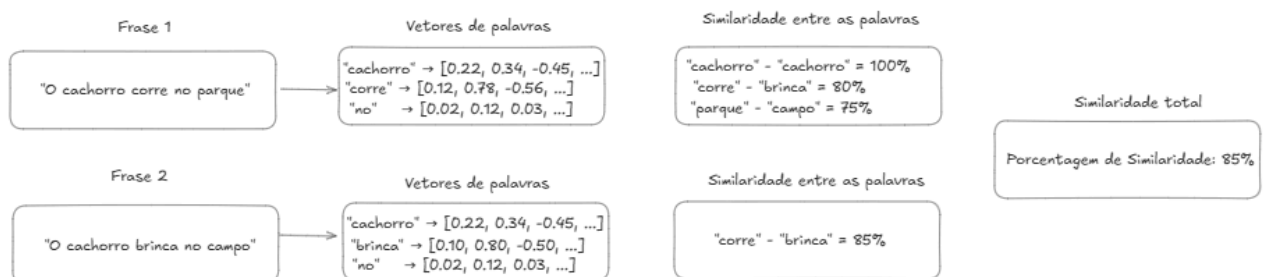 Frase 1
"O cachorro corre no parque"
Vetores de palavras
"cachorro" → [0.22, 0.34, -0.45, ...]
"corre" → [0.12, 0.78, -0.56, ...]
"no" → [0.02, 0.12, 0.03, ...]
Similaridade entre as palavras
"cachorro" - "cachorro" = 100%
"corre" - "brinca" = 80%
"parque" - "campo" = 75%
Similaridade total
Porcentagem de Similaridade: 85%
Frase 2
"O cachorro brinca no campo"
Vetores de palavras
"cachorro" → [0.22, 0.34, -0.45, ...]
"brinca" → [0.10, 0.80, -0.50, ...]
"no" → [0.02, 0.12, 0.03, ...]
Similaridade entre as palavras
"corre" - "brinca" = 85%